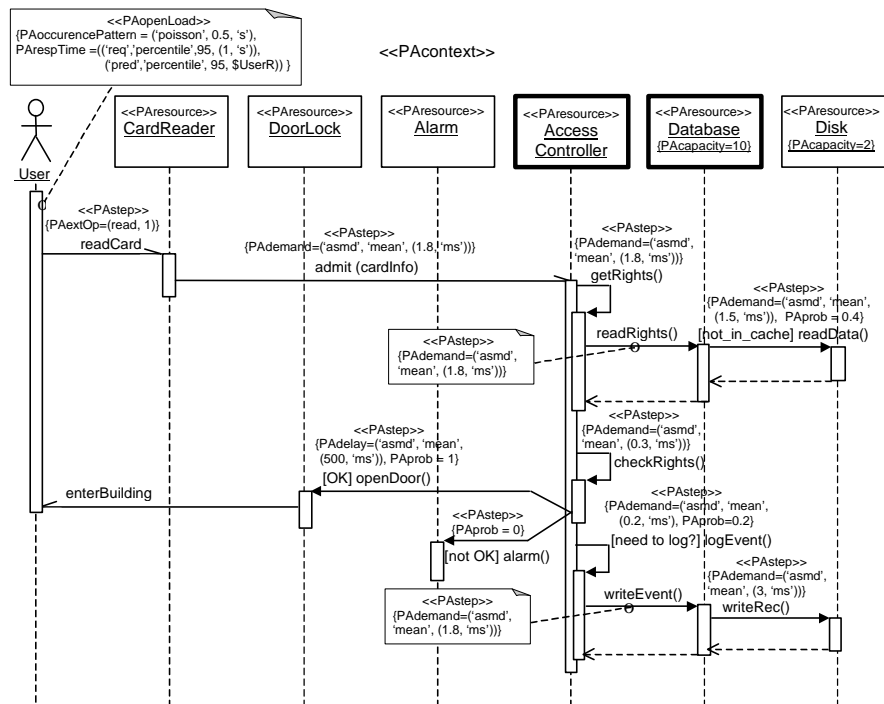 <<PAopenLoad>>
{PAoccurencePattern = (‘poisson’, 0.5, ‘s’),
PArespTime =((‘req’,’percentile’,95, (1, ‘s’)),
(‘pred’,’percentile’, 95, $UserR)) }
<<PAcontext>>
<<PAresource>>
CardReader
<<PAresource>>
DoorLock
<<PAresource>>
Alarm
<<PAresource>>
Access
Controller
<<PAresource>>
Database
{PAcapacity=10}
<<PAresource>>
Disk
{PAcapacity=2}
User
<<PAstep>>
{PAextOp=(read, 1)}
readCard
<<PAstep>>
{PAdemand=(‘asmd’, ‘mean’, (1.8, ‘ms’))}
admit (cardInfo)
<<PAstep>>
{PAdemand=(‘asmd’,
‘mean’, (1.8, ‘ms’))}
getRights()
<<PAstep>>
{PAdemand=(‘asmd’, ‘mean’,
(1.5, ‘ms’)), PAprob = 0.4}
[not_in_cache] readData()
readRights()
<<PAstep>>
{PAdemand=(‘asmd’,
‘mean’, (1.8, ‘ms’))}
<<PAstep>>
{PAdelay=(‘asmd’, ‘mean’,
(500, ‘ms’)), PAprob = 1}
[OK] openDoor()
<<PAstep>>
{PAdemand=(‘asmd’,
‘mean’, (0.3, ‘ms’))}
checkRights()
enterBuilding
<<PAstep>>
{PAprob = 0}
[not OK] alarm()
<<PAstep>>
{PAdemand=(‘asmd’, ‘mean’,
(0.2, ‘ms’), PAprob=0.2}
[need to log?] logEvent()
<<PAstep>>
{PAdemand=(‘asmd’,
‘mean’, (3, ‘ms’))}
writeRec()
writeEvent()
<<PAstep>>
{PAdemand=(‘asmd’,
‘mean’, (1.8, ‘ms’))}